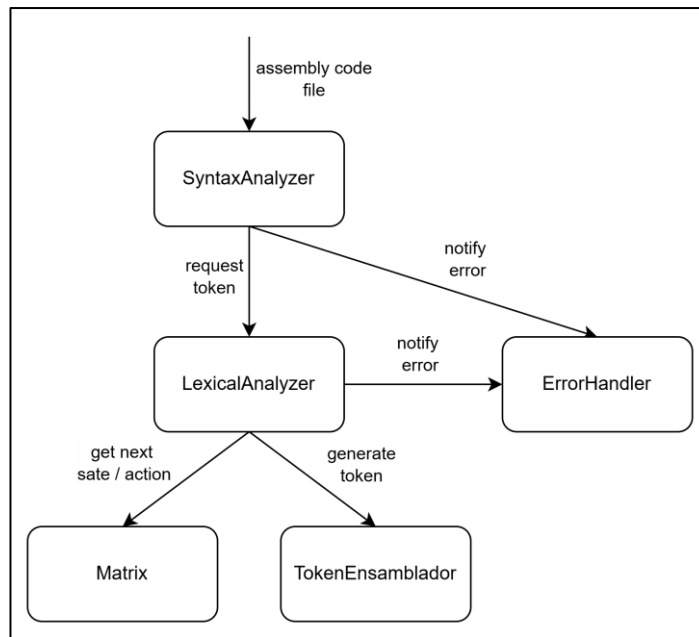 assembly code
file
SyntaxAnalyzer
request
token
notify
error
LexicalAnalyzer
notify
error
ErrorHandler
get next
sate / action
generate
token
Matrix
TokenEnsamblador